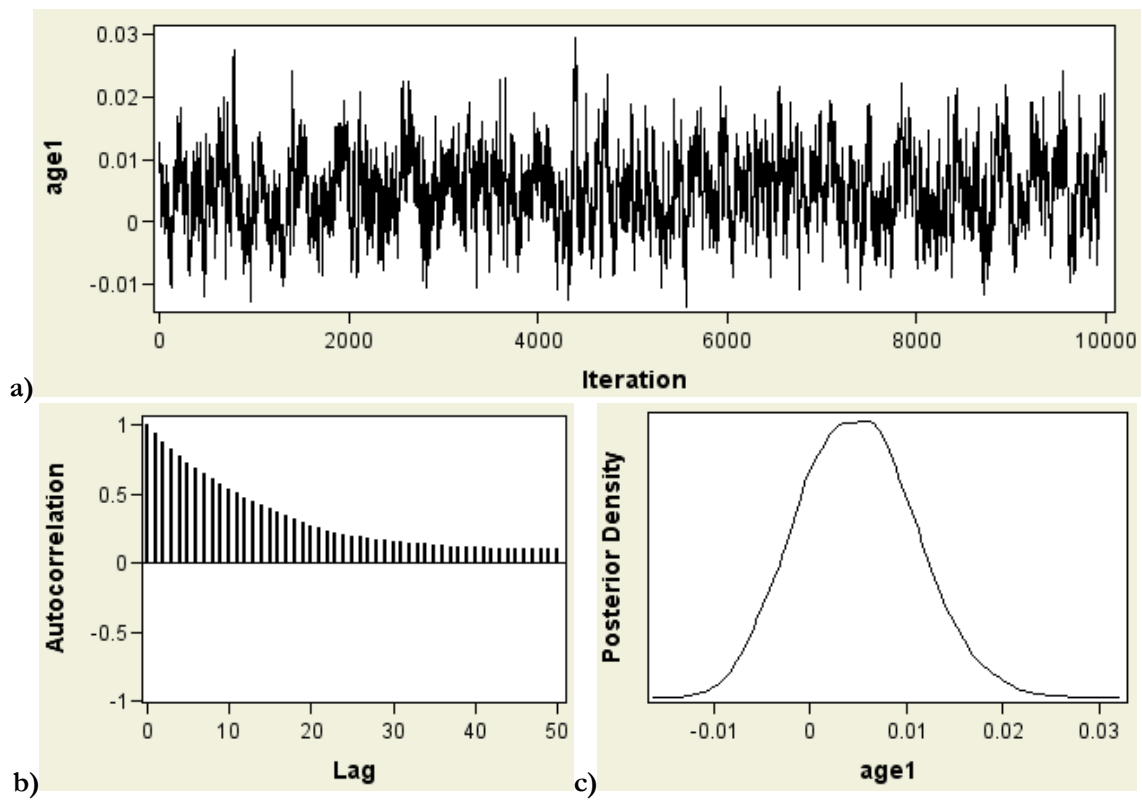 0.03
0.02
0.01
0
-0.01
age1
0 2000 4000 6000 8000 10000
Iteration
a)
1
0.5
0
-0.5
-1
Autocorrelation
0 10 20 30 40 50
Lag
b)
Posterior Density
-0.01 0 0.01 0.02 0.03
age1
c)